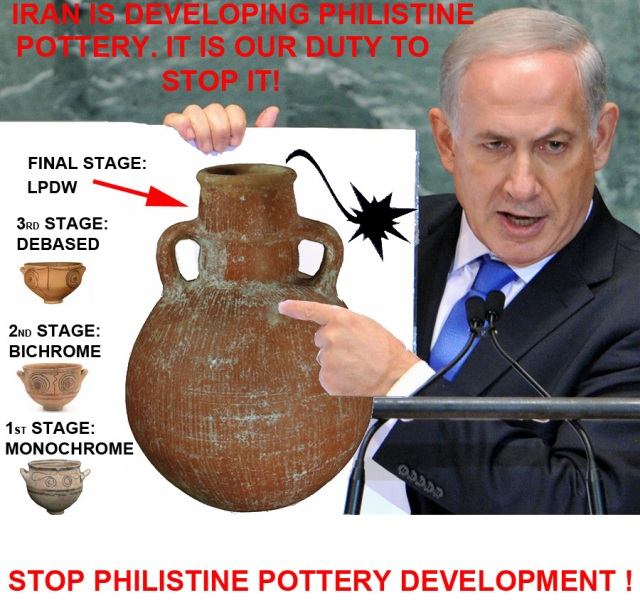 IRAN IS DEVELOPING PHILISTINE
POTTERY. IT IS OUR DUTY TO
STOP IT!
FINAL STAGE:
LPDW
3RD STAGE:
DEBASED
2ND STAGE:
BICHROME
1ST STAGE:
MONOCHROME
STOP PHILISTINE POTTERY DEVELOPMENT !